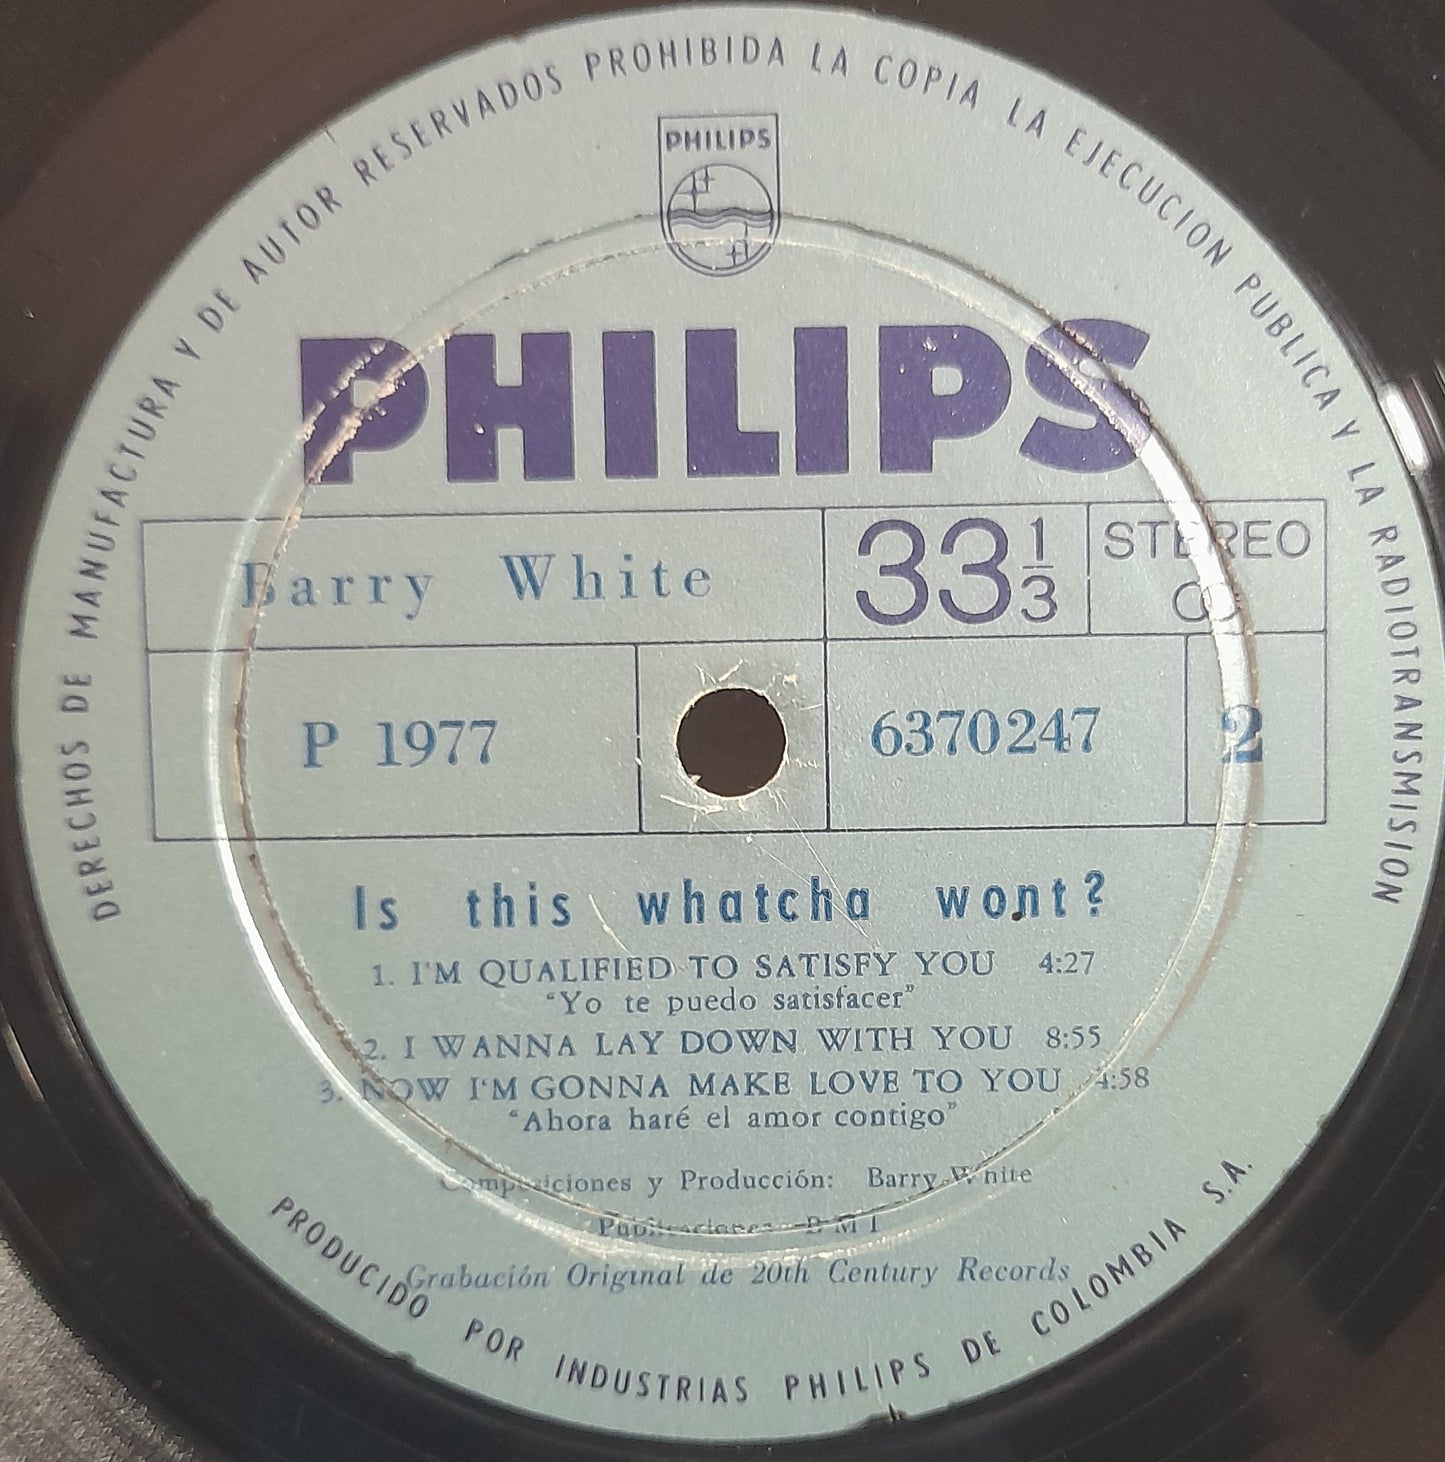 DERECHOS DE MANUFACTURA Y DE AUTOR RESERVADOS PROHIBIDA LA COPIA LA EJECUCION PUBLICA Y LA RADIOTRANSMISION
PHILIPS
PHILIPS
Barry White
33 1/3
STEREO
P 1977
6370247
2
Is this whatcha wont?
1. I'M QUALIFIED TO SATISFY YOU 4:27
"Yo te puedo satisfacer"
2. I WANNA LAY DOWN WITH YOU 8:55
3. NOW I'M GONNA MAKE LOVE TO YOU 4:58
"Ahora haré el amor contigo"
Composiciones y Producción: Barry White
Publicaciones BMI
Grabación Original de 20th Century Records
PRODUCIDO POR INDUSTRIAS PHILIPS DE COLOMBIA S.A.